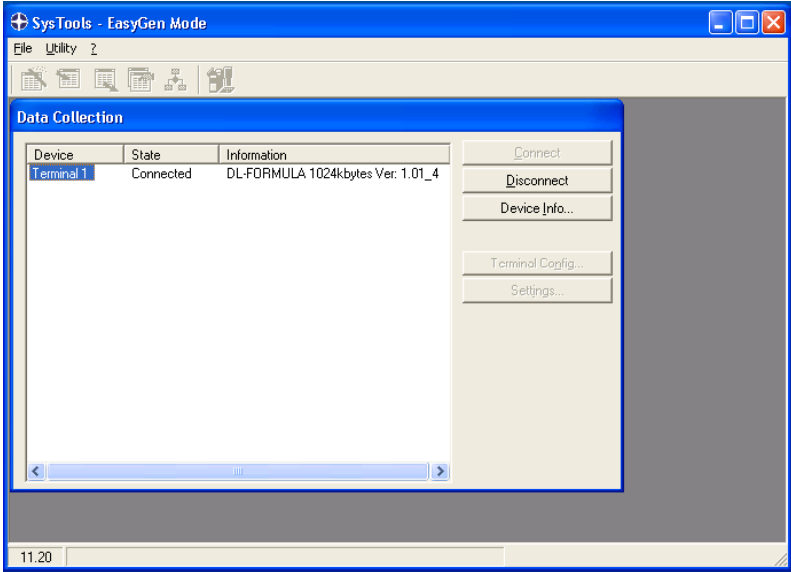 SysTools - EasyGen Mode
File Utility ?
Data Collection
Device State Information
Terminal 1 Connected DL-FORMULA 1024kbytes Ver: 1.01_4
Connect
Disconnect
Device Info...
Terminal Config...
Settings...
11.20